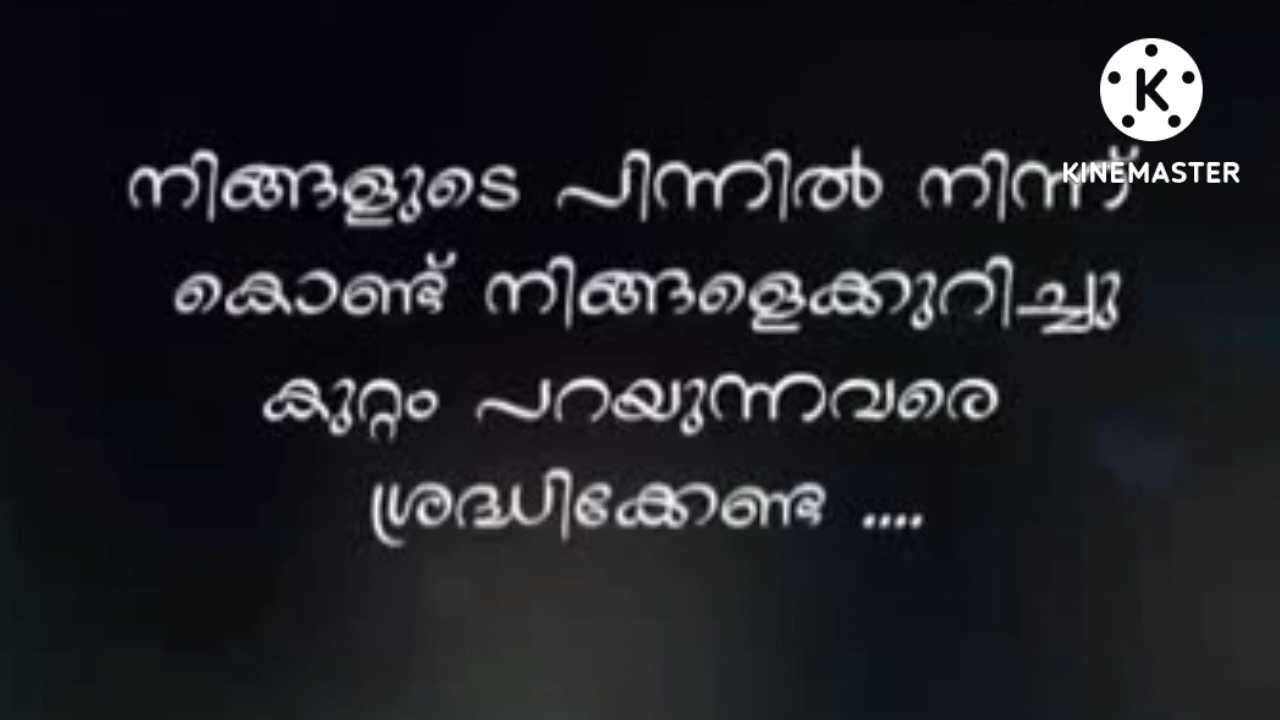 KINEMASTER
നിങ്ങളുടെ പിന്നിൽ നിന്ന്
കൊണ്ട് നിങ്ങളെക്കുറിച്ചു
കുറ്റം പറയുന്നവരെ
ശ്രദ്ധിക്കേണ്ട ....